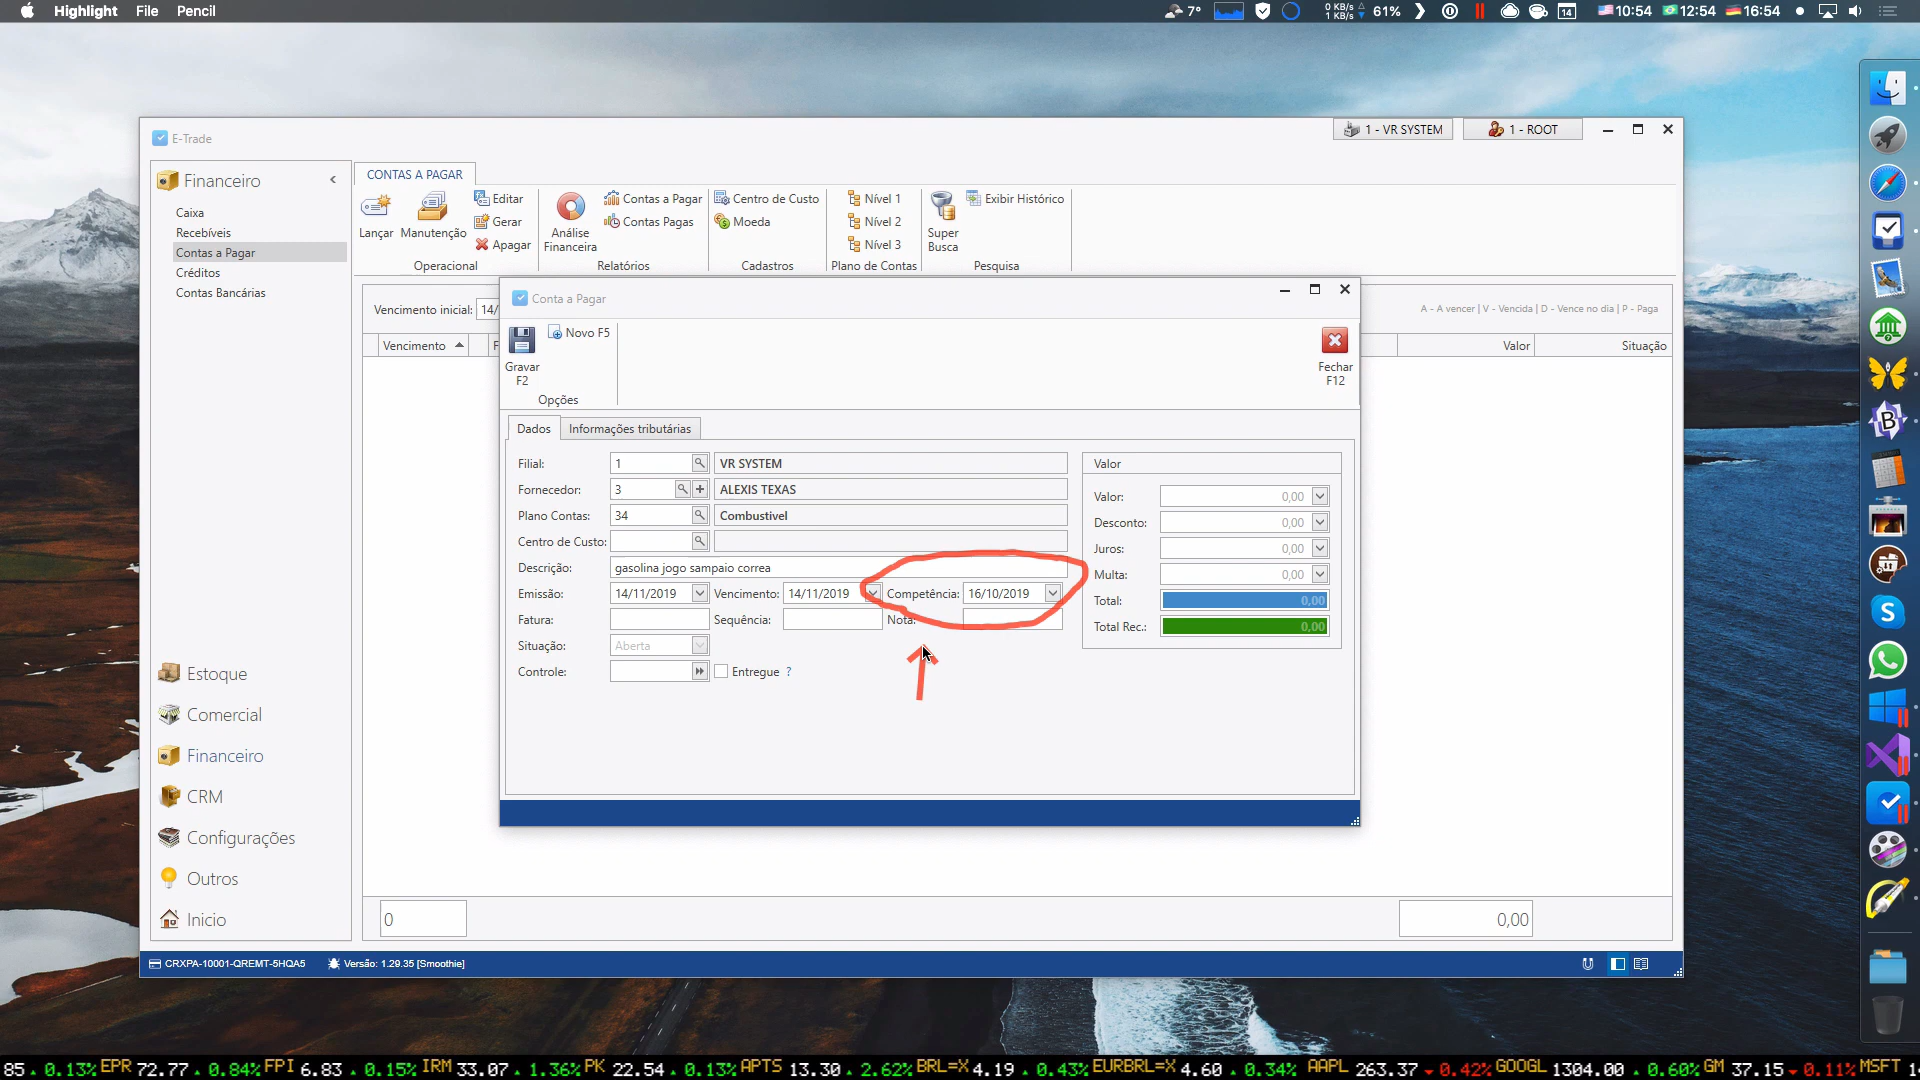 Highlight File Pencil
7° 0 KB/s 1 KB/s 61% 14 10:54 12:54 16:54
E-Trade
1 - VR SYSTEM 1 - ROOT
Financeiro
Caixa
Recebíveis
Contas a Pagar
Créditos
Contas Bancárias
CONTAS A PAGAR
Lançar Manutenção Editar Gerar Apagar
Operacional
Análise Financeira Contas a Pagar Contas Pagas
Relatórios
Centro de Custo Moeda
Cadastros
Nível 1
Nível 2
Nível 3
Plano de Contas
Super Busca Exibir Histórico
Pesquisa
Vencimento inicial: 14/
A - A vencer | V - Vencida | D - Vence no dia | P - Paga
Vencimento F Valor Situação
Conta a Pagar
Gravar F2 Novo F5
Opções
Fechar F12
Dados Informações tributárias
Filial: 1 VR SYSTEM
Fornecedor: 3 ALEXIS TEXAS
Plano Contas: 34 Combustivel
Centro de Custo:
Descrição: gasolina jogo sampaio correa
Emissão: 14/11/2019 Vencimento: 14/11/2019 Competência: 16/10/2019
Fatura: Sequência: Nota:
Situação: Aberta
Controle: Entregue ?
Valor
Valor: 0,00
Desconto: 0,00
Juros: 0,00
Multa: 0,00
Total: 0,00
Total Rec.: 0,00
Estoque
Comercial
Financeiro
CRM
Configurações
Outros
Inicio
0 0,00
CRXPA-10001-QREMT-5HQA5 Versão: 1.29.35 [Smoothie]
85 0.13% EPR 72.77 0.84% FPI 6.83 0.15% IRM 33.07 1.36% PK 22.54 0.13% APTS 13.30 2.62% BRL=X 4.19 0.43% EURBRL=X 4.60 0.34% AAPL 263.37 0.42% GOOGL 1304.00 0.60% GM 37.15 0.11% MSFT 1